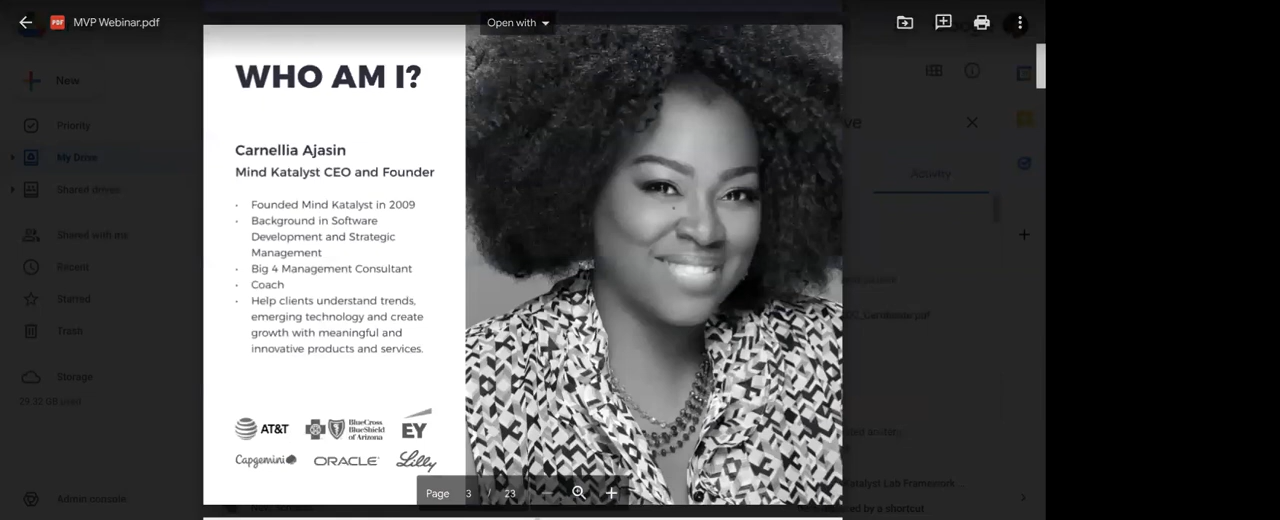 MVP Webinar.pdf
Open with
New
Priority
My Drive
Shared drives
Shared with me
Recent
Starred
Trash
Storage
Admin console
WHO AM I?
Carnellia Ajasin
Mind Katalyst CEO and Founder
• Founded Mind Katalyst in 2009
• Background in Software
Development and Strategic
Management
• Big 4 Management Consultant
• Coach
• Help clients understand trends,
emerging technology and create
growth with meaningful and
innovative products and services.
AT&T
BlueCross
BlueShield
of Arizona
EY
Capgemini
ORACLE
Lilly
Page 3 / 23
Activity
by a shortcut